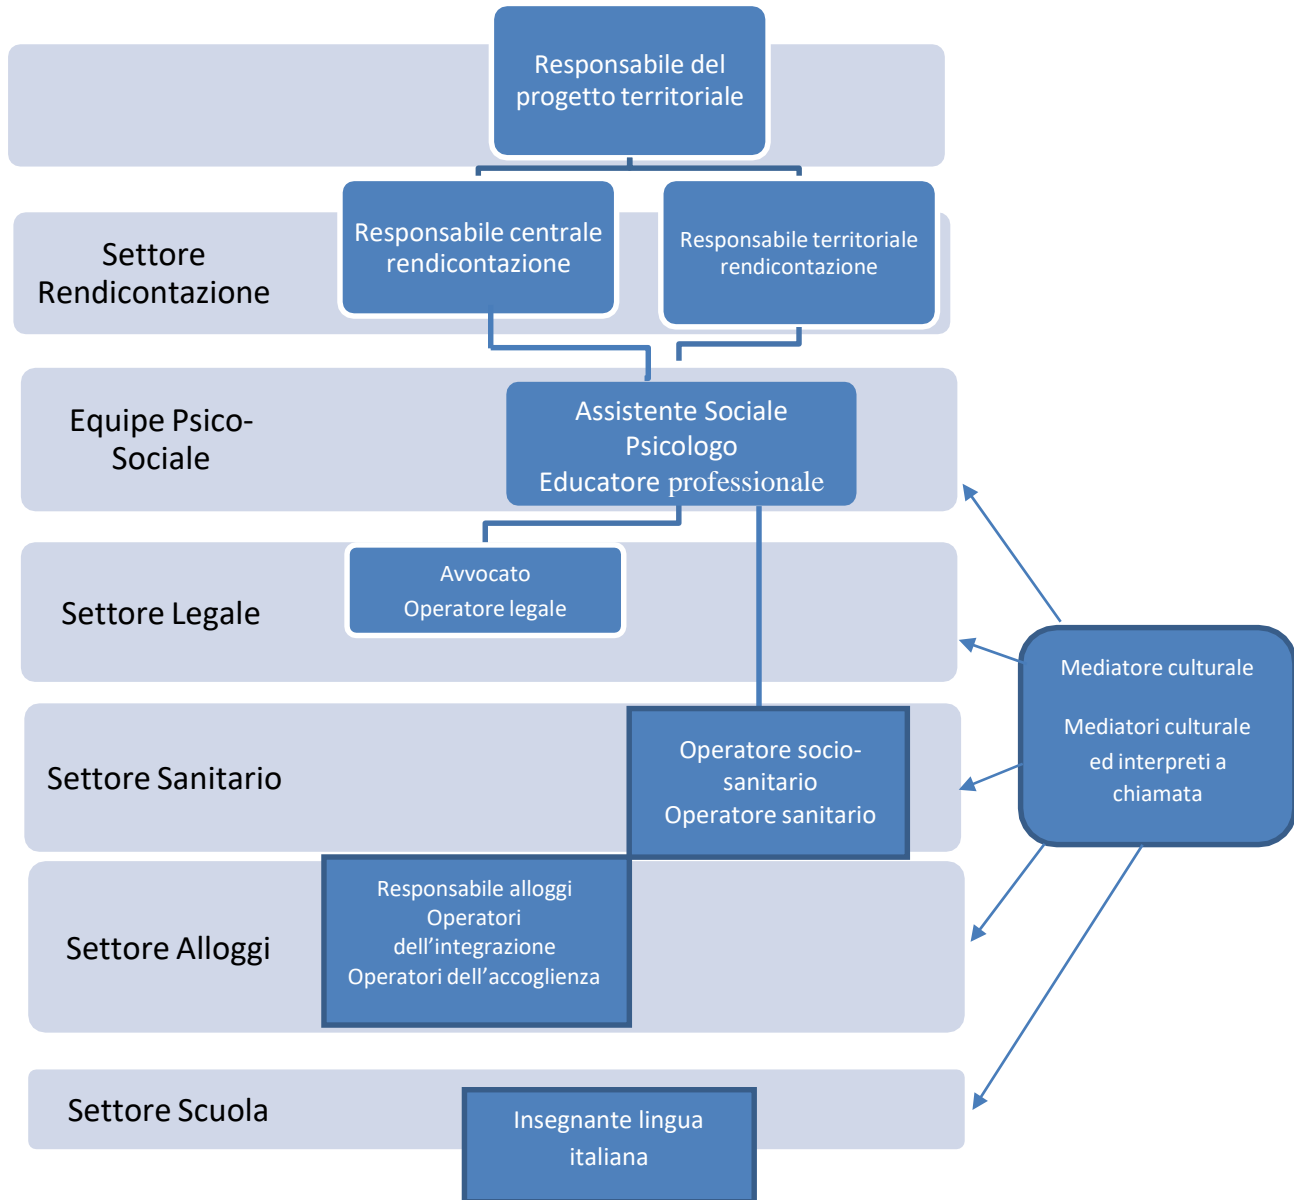 Responsabile del
progetto territoriale
Settore
Rendicontazione
Responsabile centrale
rendicontazione
Responsabile territoriale
rendicontazione
Equipe Psico-
Sociale
Assistente Sociale
Psicologo
Educatore professionale
Settore Legale
Avvocato
Operatore legale
Mediatore culturale
Mediatori culturale
ed interpreti a
chiamata
Settore Sanitario
Operatore socio-
sanitario
Operatore sanitario
Settore Alloggi
Responsabile alloggi
Operatori
dell’integrazione
Operatori dell’accoglienza
Settore Scuola
Insegnante lingua
italiana